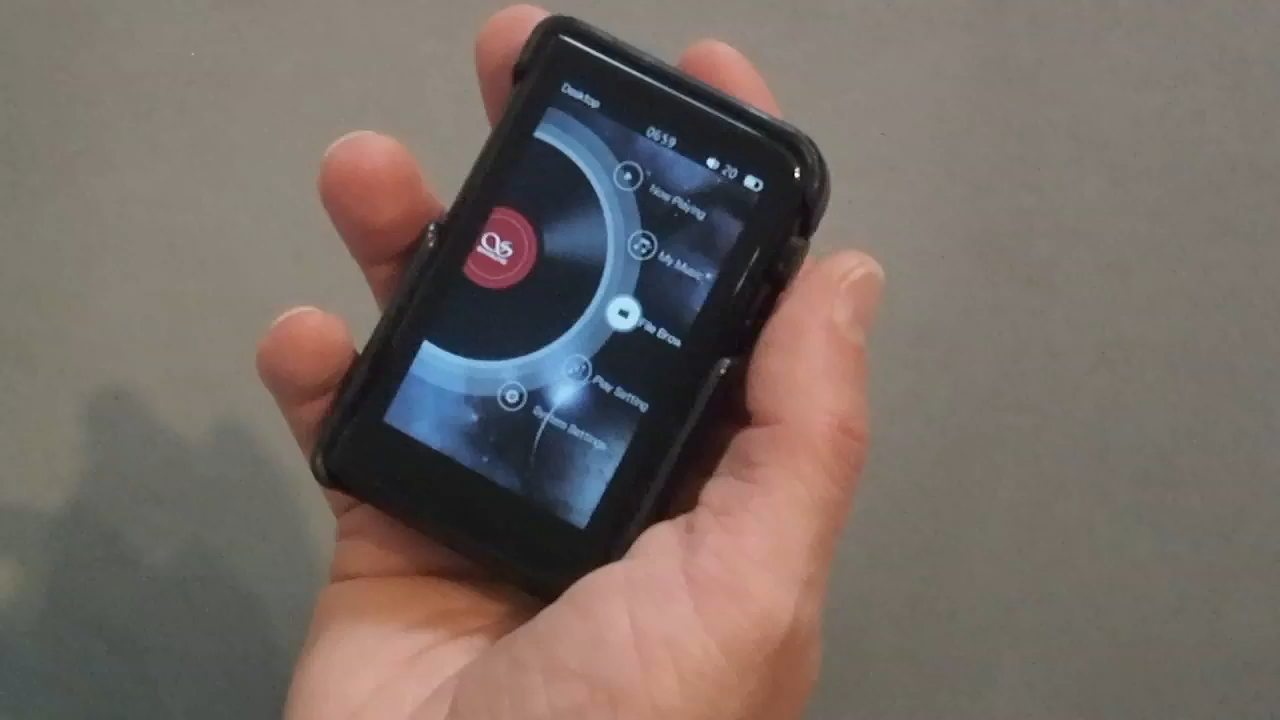 Desktop
06:59
20
Now Playing
My Music
File Brow
Play Setting
System Settings